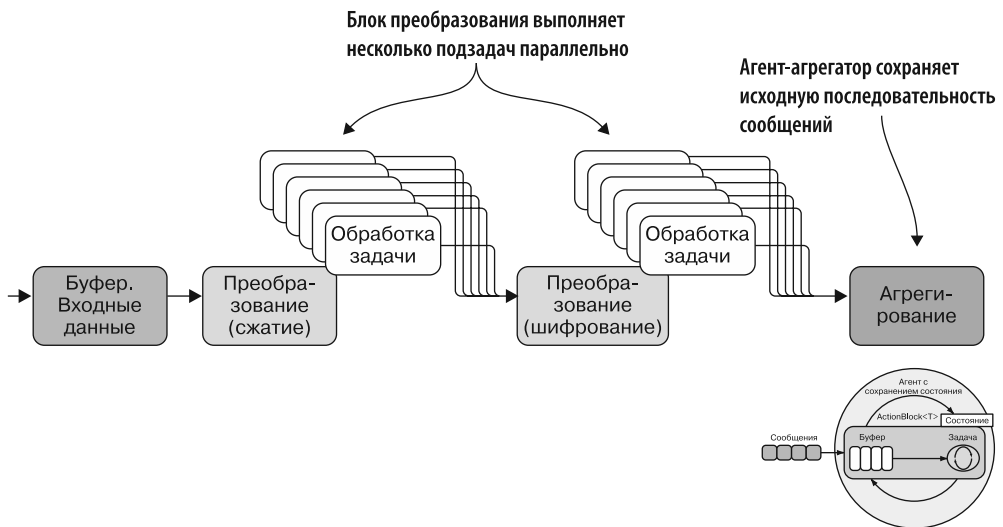 Блок преобразования выполняет
несколько подзадач параллельно
Агент-агрегатор сохраняет
исходную последовательность
сообщений
Обработка
задачи
Обработка
задачи
Буфер.
Входные
данные
Преобра-
зование
(сжатие)
Преобра-
зование
(шифрование)
Агреги-
рование
Агент с
сохранением состояния
ActionBlock<T>
Состояние
Сообщения
Буфер
Задача